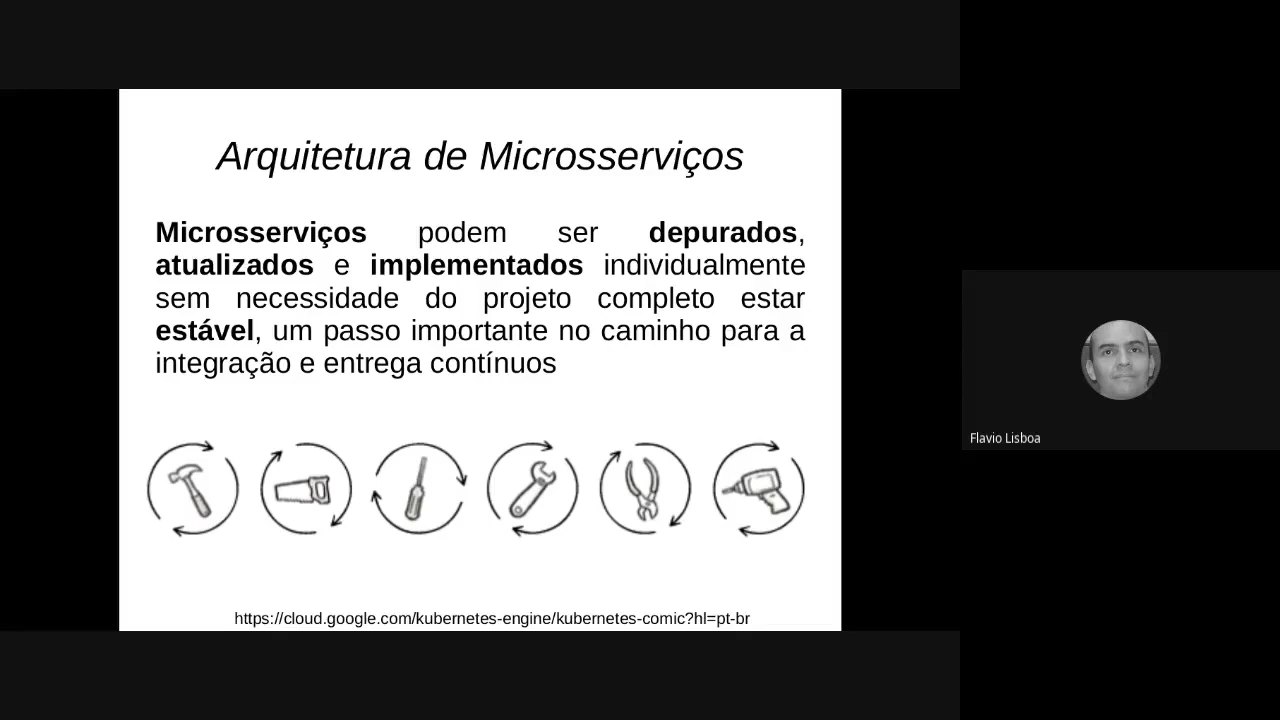 Arquitetura de Microsserviços
Microsserviços podem ser depurados,
atualizados e implementados individualmente
sem necessidade do projeto completo estar
estável, um passo importante no caminho para a
integração e entrega contínuos
https://cloud.google.com/kubernetes-engine/kubernetes-comic?hl=pt-br
Flavio Lisboa